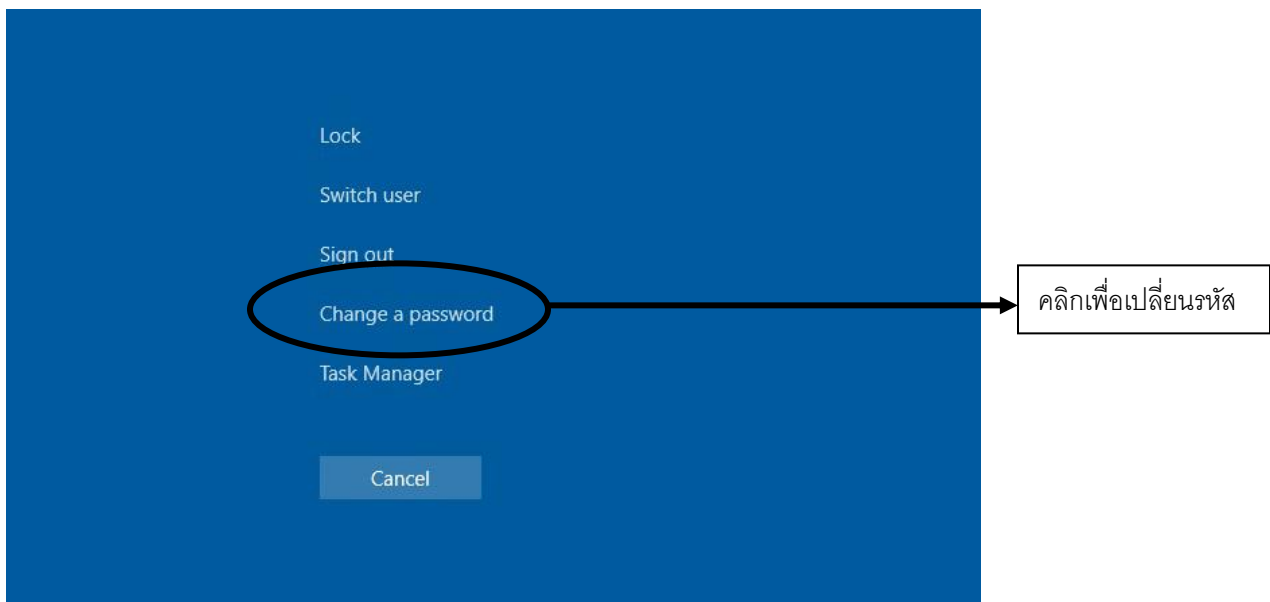 Lock
Switch user
Sign out
Change a password
คลิกเพื่อเปลี่ยนรหัส
Task Manager
Cancel